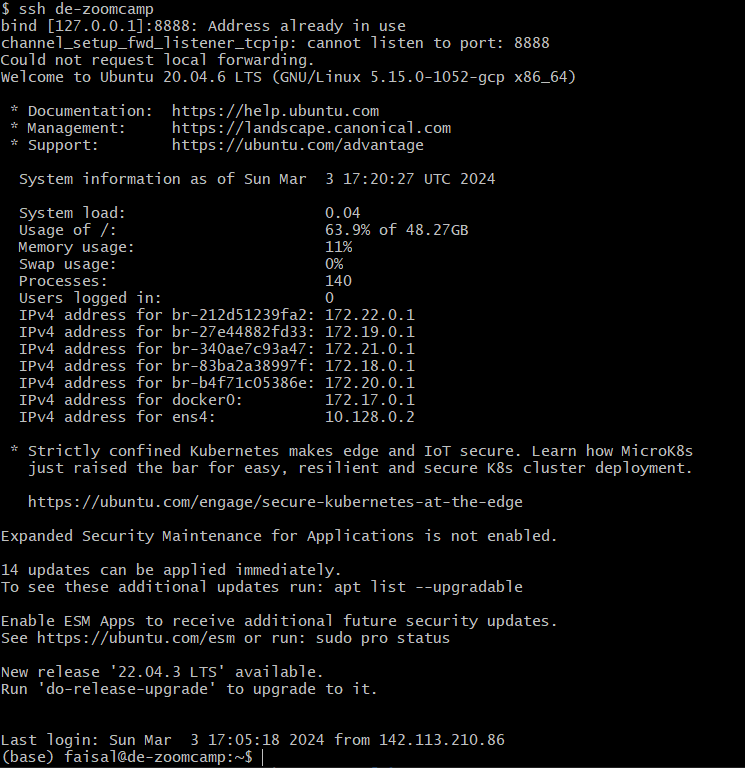 $ ssh de-zoomcamp
bind [127.0.0.1]:8888: Address already in use
channel_setup_fwd_listener_tcpip: cannot listen to port: 8888
Could not request local forwarding.
Welcome to Ubuntu 20.04.6 LTS (GNU/Linux 5.15.0-1052-gcp x86_64)

 * Documentation:  https://help.ubuntu.com
 * Management:     https://landscape.canonical.com
 * Support:        https://ubuntu.com/advantage

  System information as of Sun Mar  3 17:20:27 UTC 2024

  System load:                      0.04
  Usage of /:                       63.9% of 48.27GB
  Memory usage:                     11%
  Swap usage:                       0%
  Processes:                        140
  Users logged in:                  0
  IPv4 address for br-212d51239fa2: 172.22.0.1
  IPv4 address for br-27e44882fd33: 172.19.0.1
  IPv4 address for br-340ae7c93a47: 172.21.0.1
  IPv4 address for br-83ba2a38997f: 172.18.0.1
  IPv4 address for br-b4f71c05386e: 172.20.0.1
  IPv4 address for docker0:         172.17.0.1
  IPv4 address for ens4:            10.128.0.2

 * Strictly confined Kubernetes makes edge and IoT secure. Learn how MicroK8s
   just raised the bar for easy, resilient and secure K8s cluster deployment.

   https://ubuntu.com/engage/secure-kubernetes-at-the-edge

Expanded Security Maintenance for Applications is not enabled.

14 updates can be applied immediately.
To see these additional updates run: apt list --upgradable

Enable ESM Apps to receive additional future security updates.
See https://ubuntu.com/esm or run: sudo pro status

New release '22.04.3 LTS' available.
Run 'do-release-upgrade' to upgrade to it.


Last login: Sun Mar  3 17:05:18 2024 from 142.113.210.86
(base) faisal@de-zoomcamp:~$